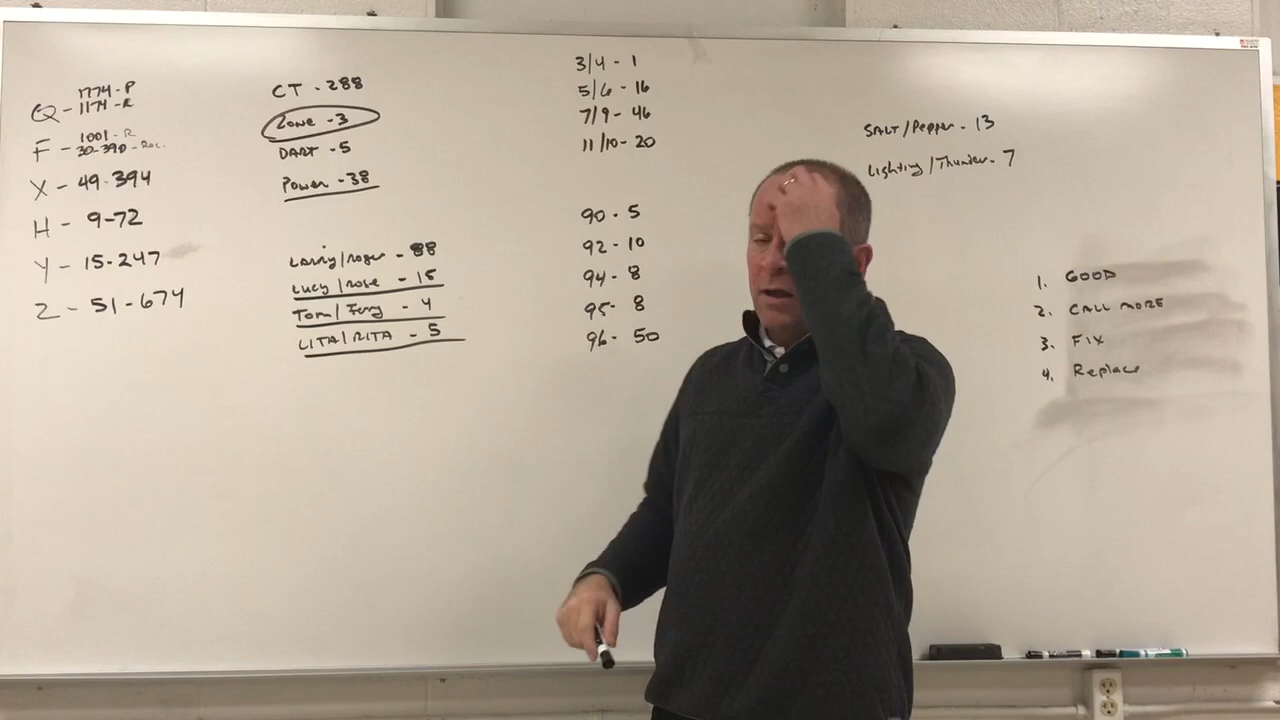 1774-P
Q - 1174-R
1001-R
F - 30-390-Rec.
X - 49-394
H - 9-72
Y - 15-247
Z - 51-674
CT - 288
Zone - 3
DART - 5
Power - 38
Larry/Roger - 88
Lucy/Rose - 15
Tom/Terry - 4
LITA/RITA - 5
3/4 - 1
5/6 - 16
7/9 - 46
11/10 - 20
90 - 5
92 - 10
94 - 8
95 - 8
96 - 50
SALT/Pepper - 13
Lighting/Thunder - 7
1. GOOD
2. CALL MORE
3. FIX
4. Replace